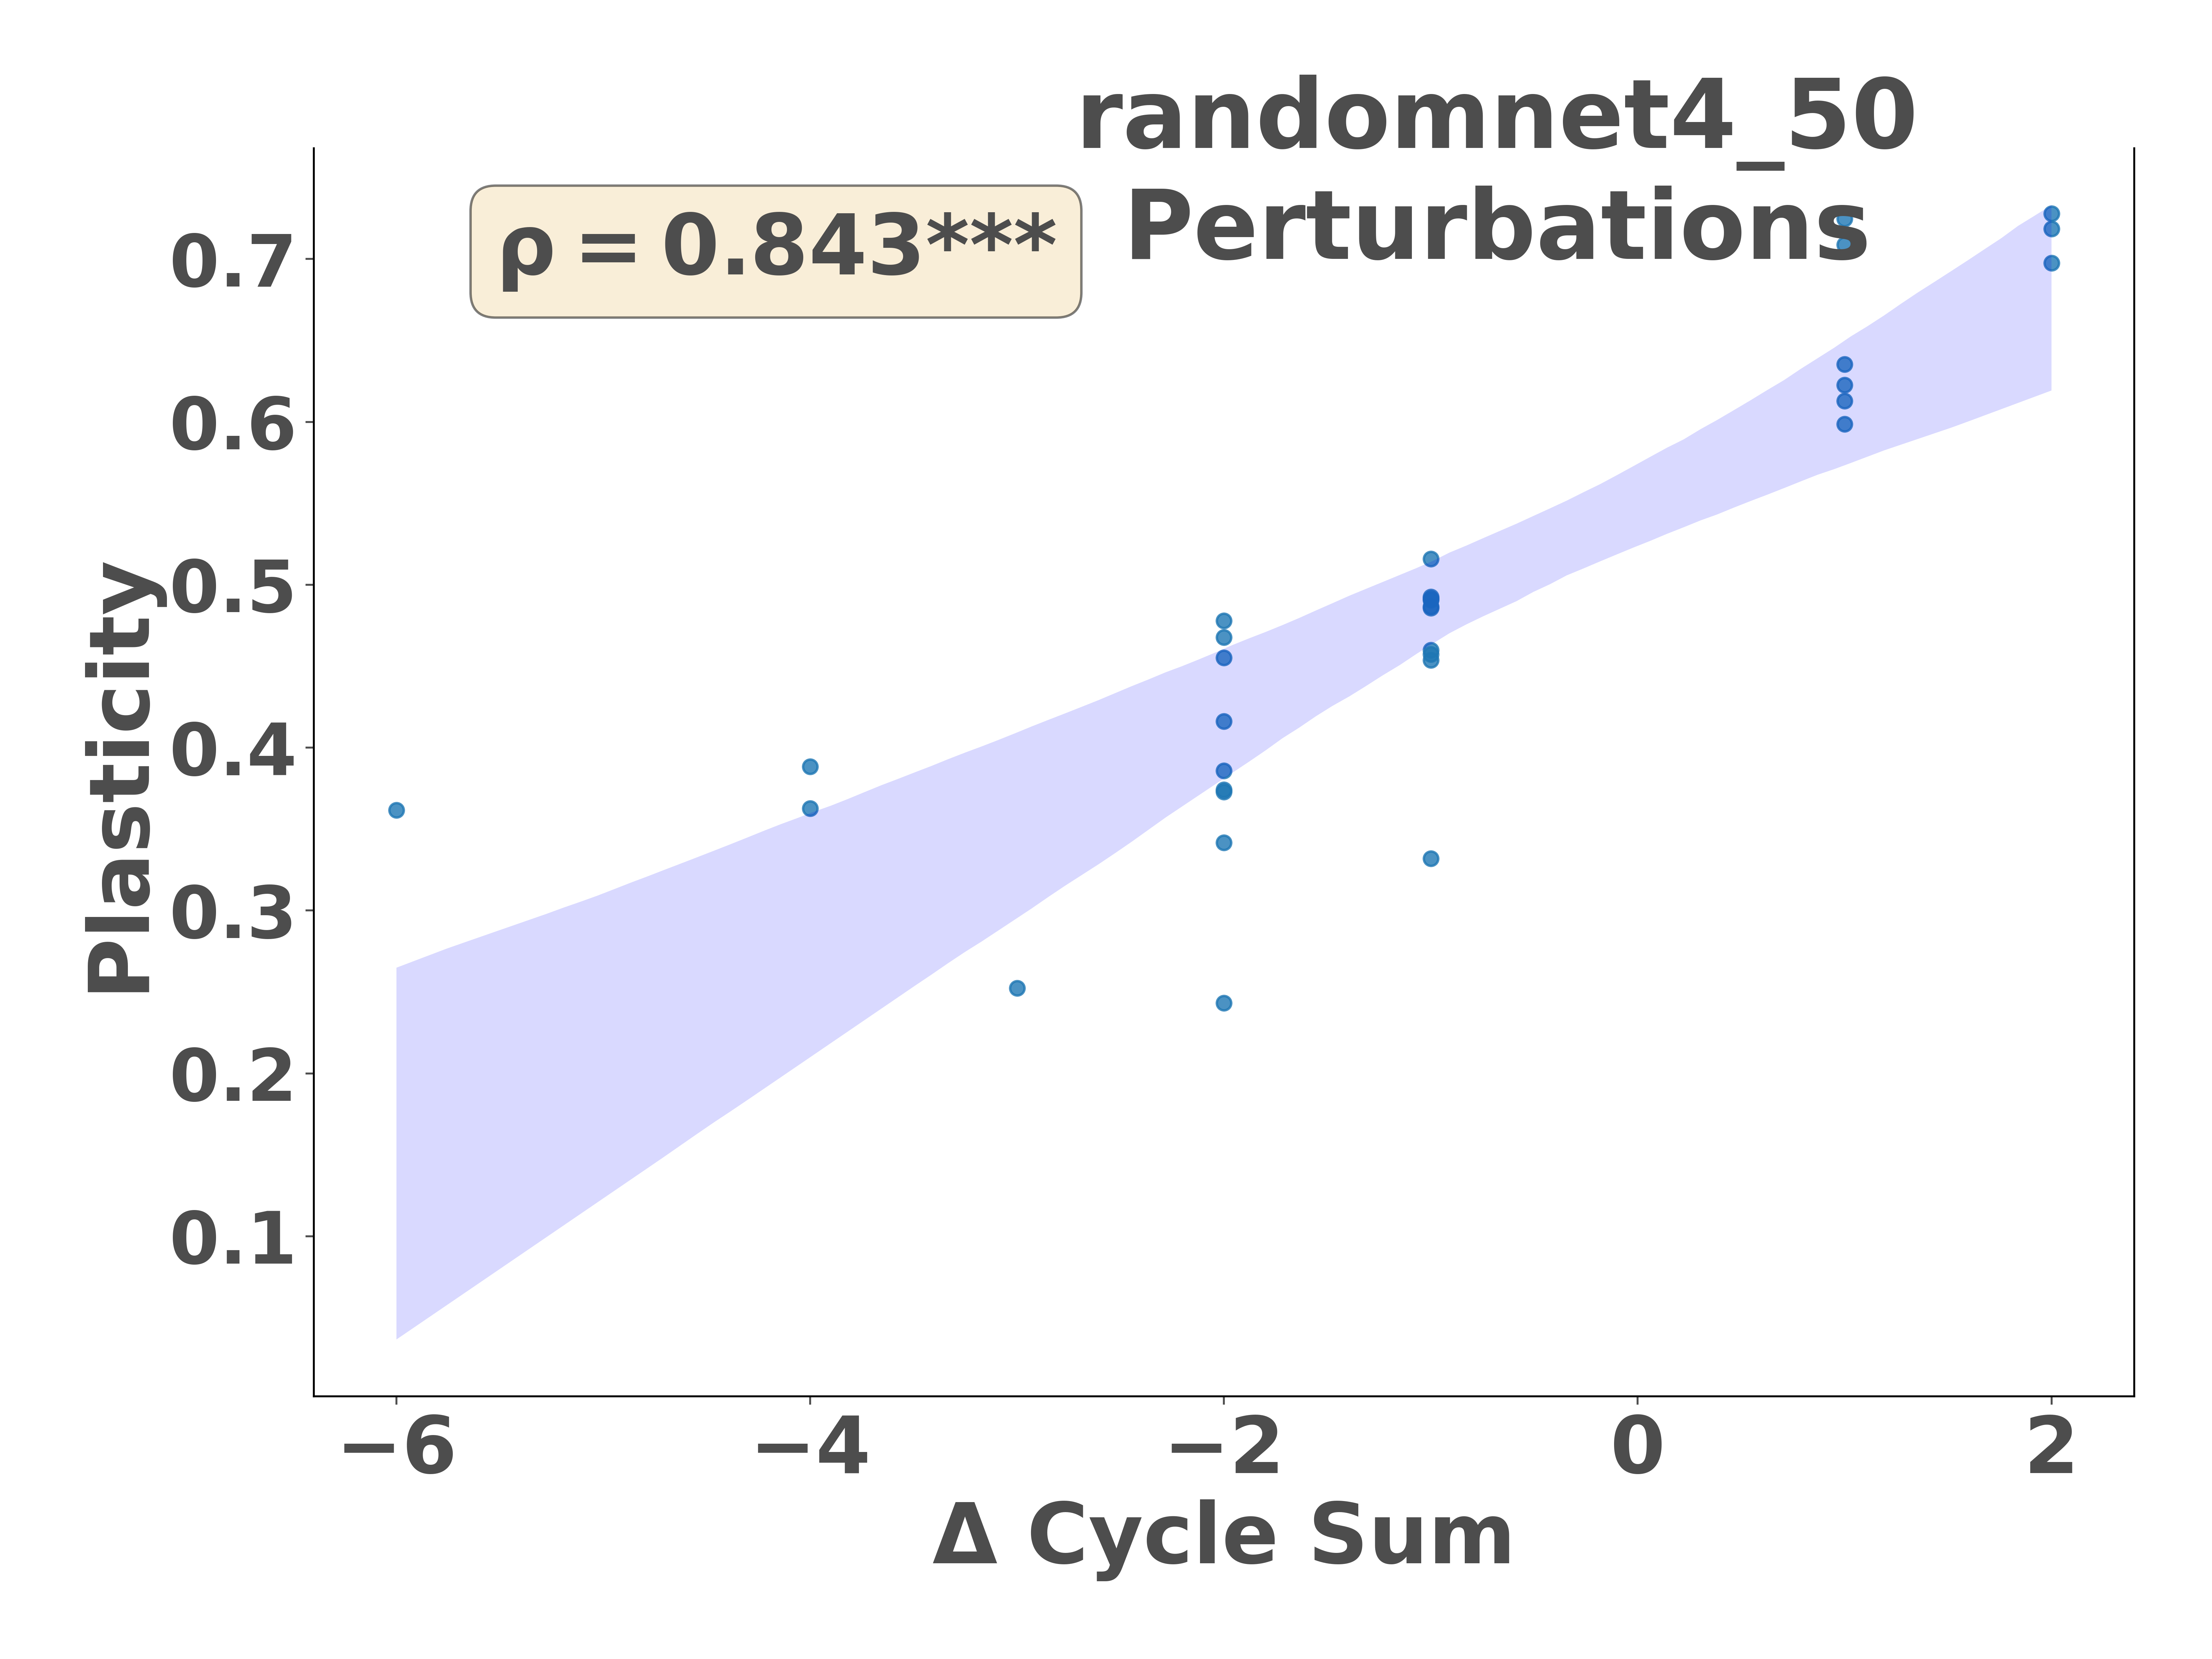 randomnet4_50
Perturbations
ρ = 0.843***
Plasticity
0.7
0.6
0.5
0.4
0.3
0.2
0.1
−6 −4 −2 0 2
Δ Cycle Sum